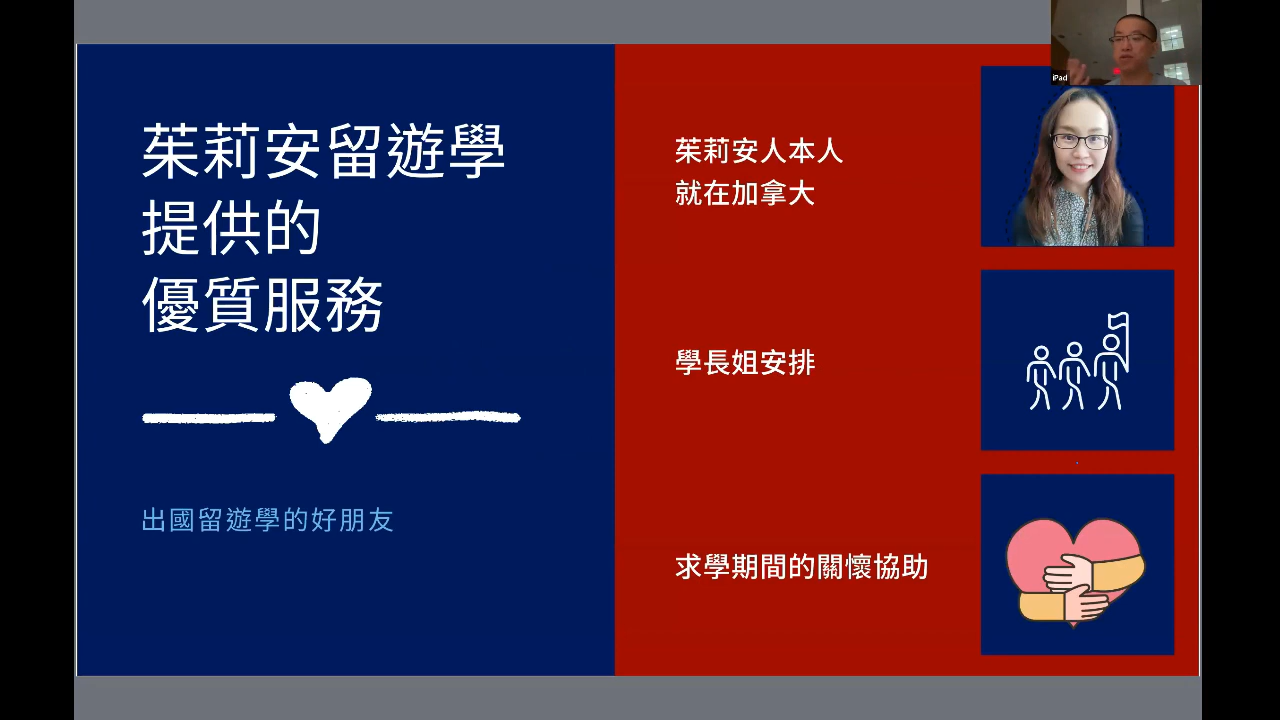 茱莉安留遊學
提供的
優質服務
出國留遊學的好朋友
茱莉安人本人
就在加拿大
學長姐安排
求學期間的關懷協助
iPad